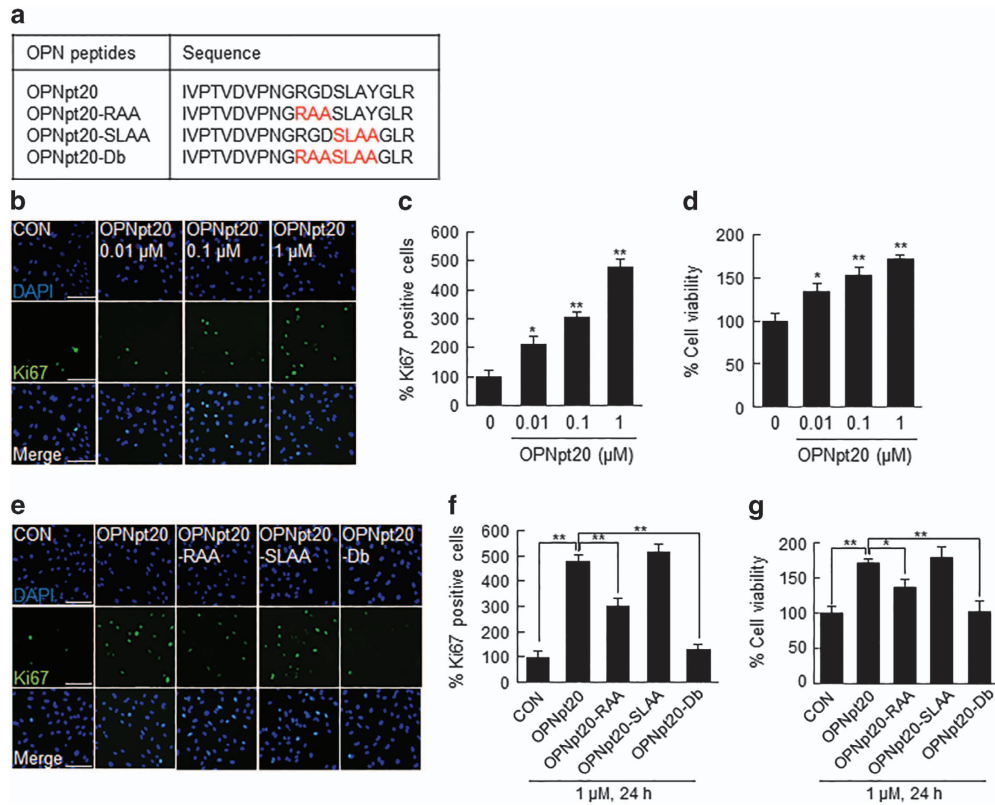 a
OPN peptides Sequence
OPNpt20 IVPTVDVPNGRGDSLAYGLR
OPNpt20-RAA IVPTVDVPNGRAASLAYGLR
OPNpt20-SLAA IVPTVDVPNGRGDSLAAGLR
OPNpt20-Db IVPTVDVPNGRAASLAAGLR
b
CON OPNpt20 OPNpt20 OPNpt20
0.01 µM 0.1 µM 1 µM
DAPI
Ki67
Merge
c
% Ki67 positive cells
600
500
400
300
200
100
0
* ** **
0 0.01 0.1 1
OPNpt20 (µM)
d
% Cell viability
200
150
100
50
0
* ** **
0 0.01 0.1 1
OPNpt20 (µM)
e
CON OPNpt20 OPNpt20 OPNpt20 OPNpt20
-RAA -SLAA -Db
DAPI
Ki67
Merge
f
% Ki67 positive cells
600
500
400
300
200
100
0
**
** **
CON
OPNpt20
OPNpt20-RAA
OPNpt20-SLAA
OPNpt20-Db
1 µM, 24 h
g
% Cell viability
200
150
100
50
0
**
** *
CON
OPNpt20
OPNpt20-RAA
OPNpt20-SLAA
OPNpt20-Db
1 µM, 24 h